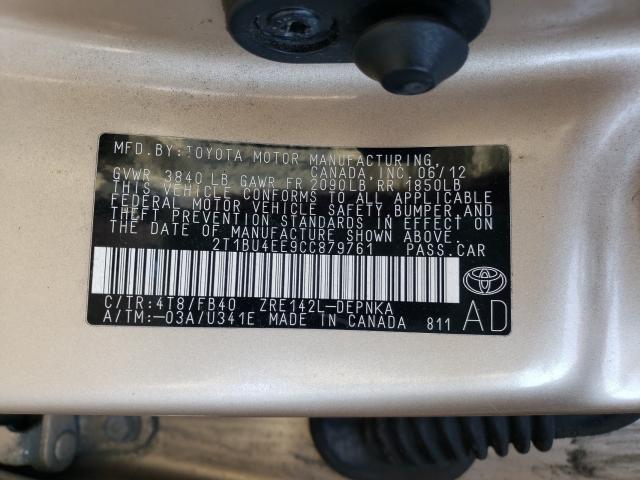 MFD. BY: TOYOTA MOTOR MANUFACTURING,
CANADA, INC. 06/12
GVWR 3840 LB GAWR FR 2090LB RR 1850LB
THIS VEHICLE CONFORMS TO ALL APPLICABLE
FEDERAL MOTOR VEHICLE SAFETY, BUMPER, AND
THEFT PREVENTION STANDARDS IN EFFECT ON
THE DATE OF MANUFACTURE SHOWN ABOVE.
2T1BU4EE9CC879761 PASS.CAR
C/TR:4T8/FB40 ZRE142L-DEPNKA
A/TM:-03A/U341E MADE IN CANADA 811
AD